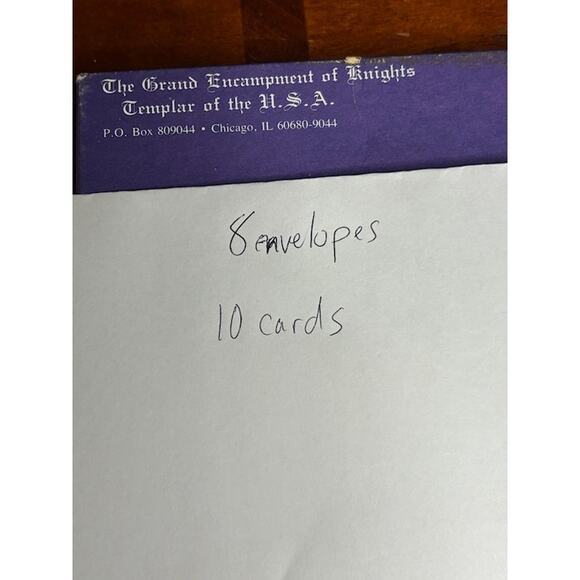 The Grand Encampment of Knights
Templar of the U.S.A.
P.O. Box 809044 • Chicago, IL 60680-9044
8 envelopes
10 cards